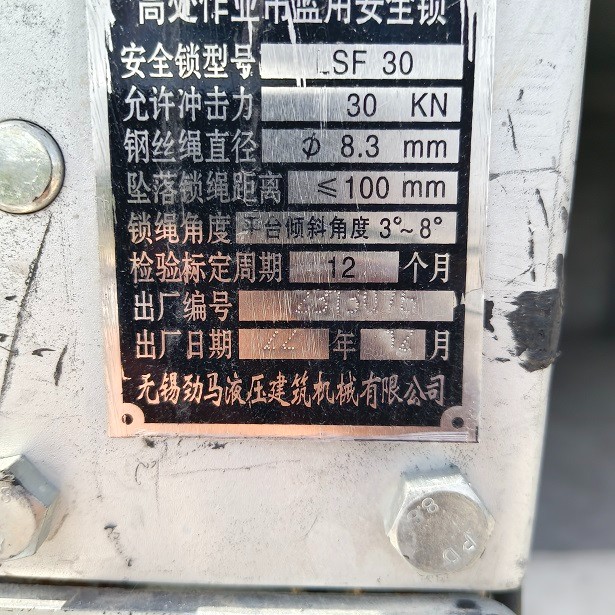 高处作业吊篮用安全锁
安全锁型号 LSF 30
允许冲击力 30 KN
钢丝绳直径 Φ 8.3 mm
坠落锁绳距离 ≤100 mm
锁绳角度 平台倾斜角度 3°~8°
检验标定周期 12 个月
出厂编号
出厂日期 22 年 12 月
无锡劲马液压建筑机械有限公司
8.8